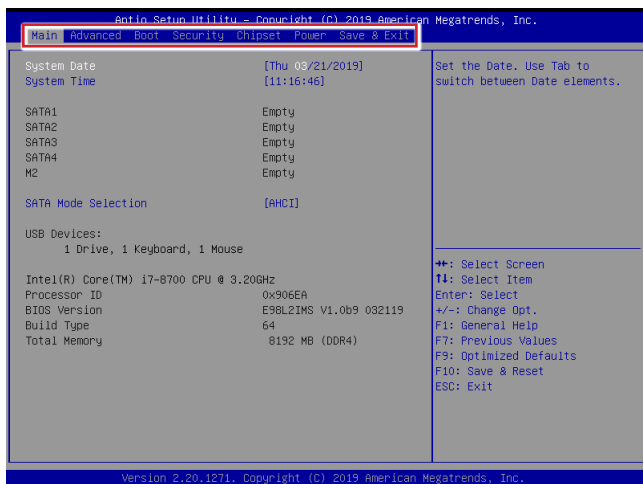 Aptio Setup Utility – Copyright (C) 2019 American Megatrends, Inc.
Main Advanced Boot Security Chipset Power Save & Exit
System Date [Thu 03/21/2019]
System Time [11:16:46]
SATA1 Empty
SATA2 Empty
SATA3 Empty
SATA4 Empty
M2 Empty
SATA Mode Selection [AHCI]
USB Devices:
1 Drive, 1 Keyboard, 1 Mouse
Intel(R) Core(TM) i7-8700 CPU @ 3.20GHz
Processor ID 0x906EA
BIOS Version E98L2IMS V1.0b9 032119
Build Type 64
Total Memory 8192 MB (DDR4)
Set the Date. Use Tab to
switch between Date elements.
→←: Select Screen
↑↓: Select Item
Enter: Select
+/-: Change Opt.
F1: General Help
F7: Previous Values
F9: Optimized Defaults
F10: Save & Reset
ESC: Exit
Version 2.20.1271. Copyright (C) 2019 American Megatrends, Inc.